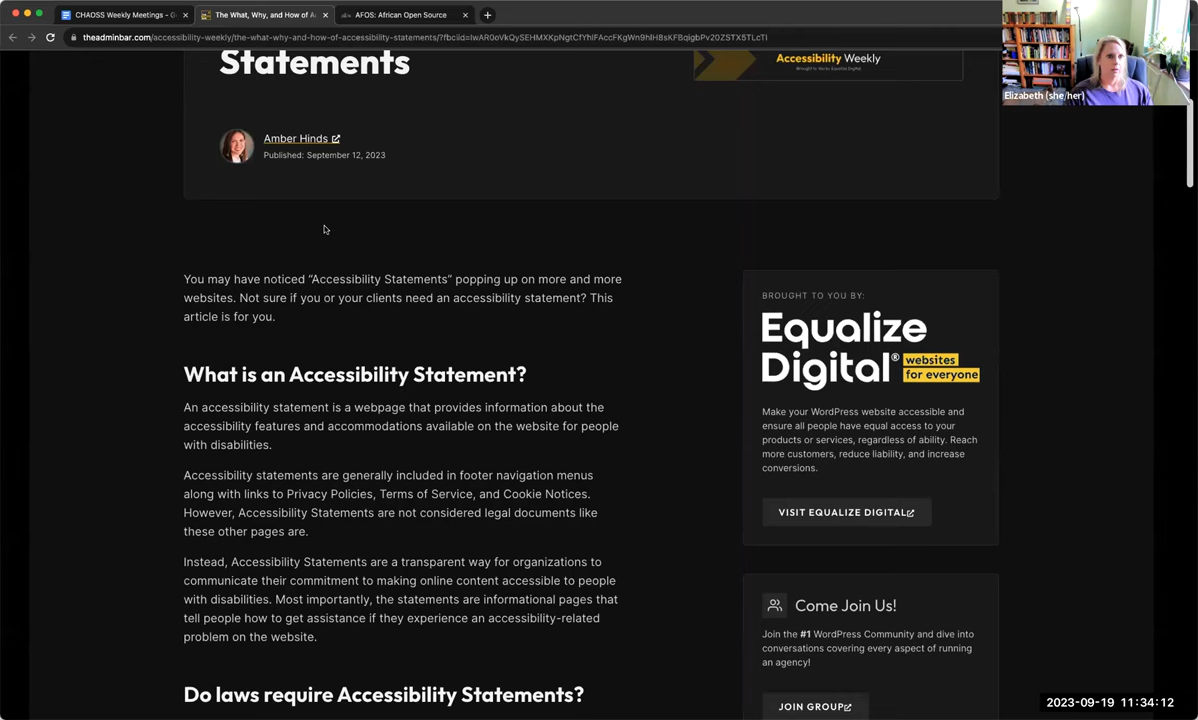 CHAOSS Weekly Meetings - G
The What, Why, and How of A
AFOS: African Open Source
theadminbar.com/accessibility-weekly/the-what-why-and-how-of-accessibility-statements/
Elizabeth (she/her)
Statements
Accessibility Weekly
Amber Hinds
Published: September 12, 2023
You may have noticed “Accessibility Statements” popping up on more and more
websites. Not sure if you or your clients need an accessibility statement? This
article is for you.
What is an Accessibility Statement?
An accessibility statement is a webpage that provides information about the
accessibility features and accommodations available on the website for people
with disabilities.
Accessibility statements are generally included in footer navigation menus
along with links to Privacy Policies, Terms of Service, and Cookie Notices.
However, Accessibility Statements are not considered legal documents like
these other pages are.
Instead, Accessibility Statements are a transparent way for organizations to
communicate their commitment to making online content accessible to people
with disabilities. Most importantly, the statements are informational pages that
tell people how to get assistance if they experience an accessibility-related
problem on the website.
Do laws require Accessibility Statements?
BROUGHT TO YOU BY:
Equalize
Digital® websites
for everyone
Make your WordPress website accessible and
ensure all people have equal access to your
products or services, regardless of ability. Reach
more customers, reduce liability, and increase
conversions.
VISIT EQUALIZE DIGITAL
Come Join Us!
Join the #1 WordPress Community and dive into
conversations covering every aspect of running
an agency!
JOIN GROUP
2023-09-19 11:34:12